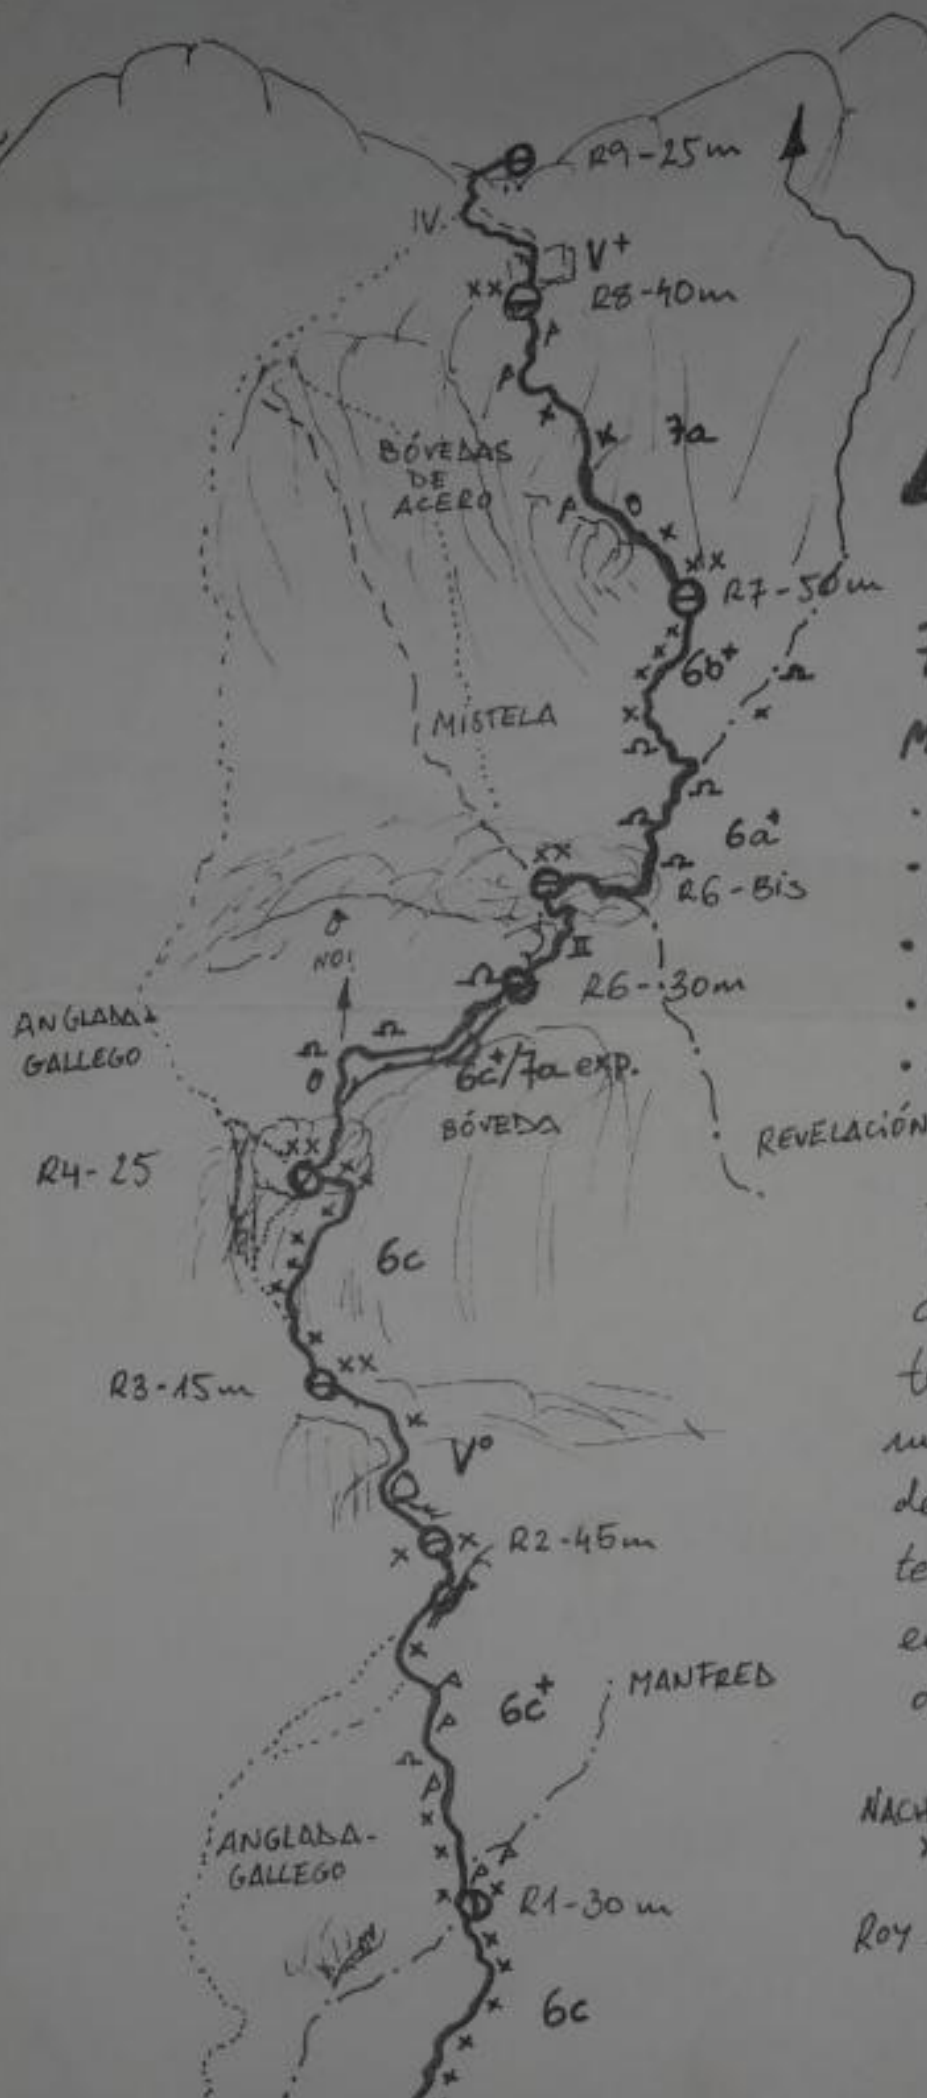 R9-25m
IV
V+
R8-40m
7a
BÓVEDAS
DE
ACERO
R7-50m
6b+
MISTELA
6a+
R6-Bis
II
NO!
R6-30m
ANGLADA-
GALLEGO
6c+/7a exp.
BÓVEDA
REVELACIÓN
R4-25
6c
R3-15m
Vº
R2-45m
MANFRED
6c+
ANGLADA-
GALLEGO
NACH
R1-30m
ROY
6c